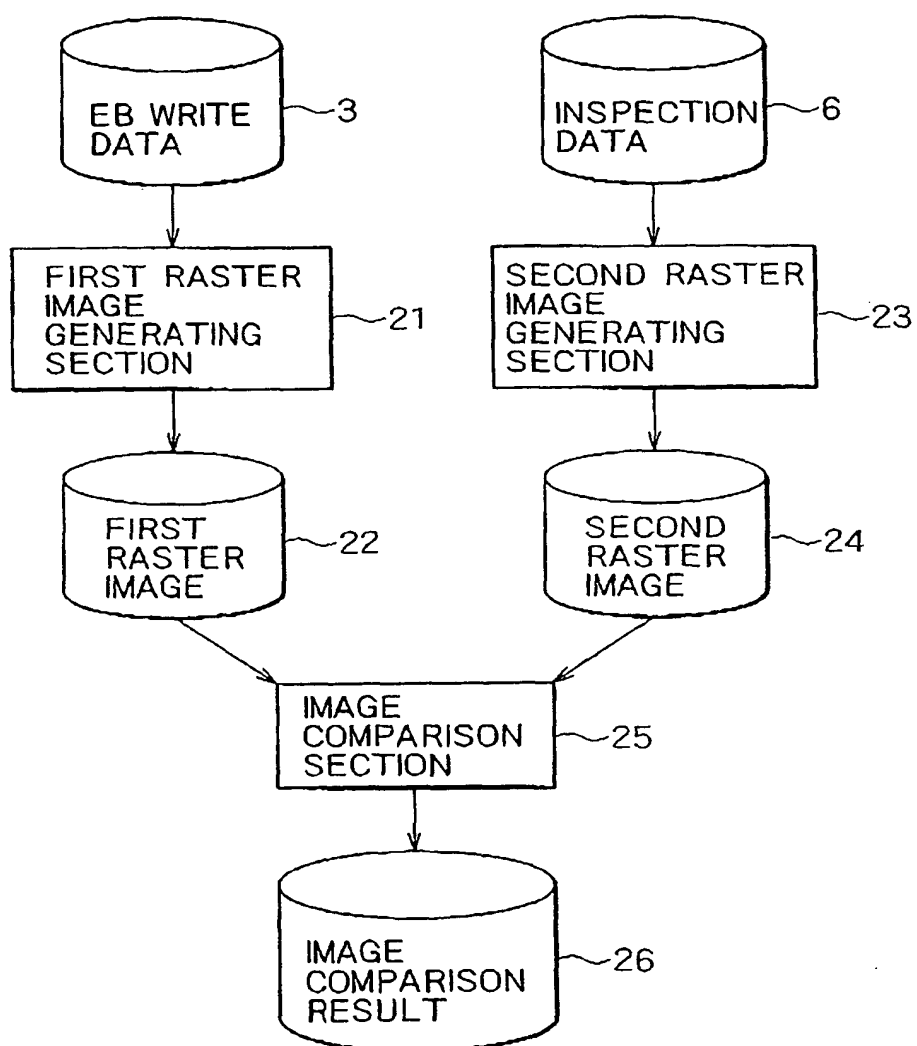 EB WRITE
DATA
3
INSPECTION
DATA
6
FIRST RASTER
IMAGE
GENERATING
SECTION
21
SECOND RASTER
IMAGE
GENERATING
SECTION
23
FIRST
RASTER
IMAGE
22
SECOND
RASTER
IMAGE
24
IMAGE
COMPARISON
SECTION
25
IMAGE
COMPARISON
RESULT
26